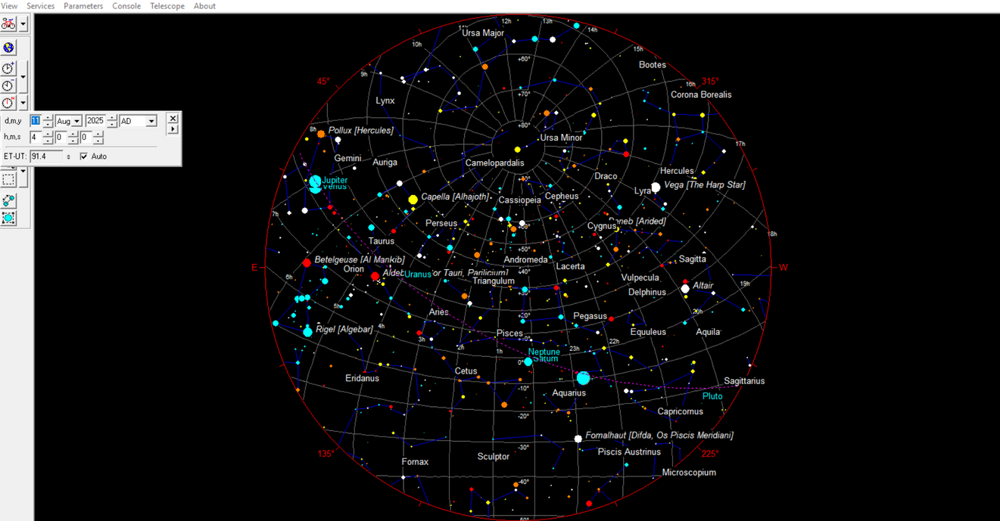 View Services Parameters Console Telescope About
12h
13h
11h
14h
Ursa Major
10h
15h
+80°
Bootes
9h
45°
16h
315°
Corona Borealis
+70°
Lynx
+80°
8h
Pollux [Hercules]
Ursa Minor
17h
Gemini
Auriga
Camelopardalis
Hercules
Draco
Jupiter
Venus
Lyra
Vega [The Harp Star]
Capella [Alhajoth]
Cassiopeia
Cepheus
7h
Perseus
Cygnus
[Arided]
18h
Taurus
+50°
Betelgeuse [Al Mankib]
Andromeda
Sagitta
E
Orion
Lacerta
W
Uranus
or Tauri, Parilicium]
+40°
6h
Triangulum
Vulpecula
19h
Altair
Delphinus
5h
20h
Aries
+20°
Pegasus
4h
Rigel [Algebar]
Pisces
Equuleus
Aquila
3h
+10°
22h
2h
1h
23h
Neptune
Saturn
0°
Eridanus
Cetus
Sagittarius
-10°
Aquarius
Pluto
Capricornus
-20°
Fomalhaut [Difda, Os Piscis Meridiani]
-30°
135°
Sculptor
Piscis Austrinus
225°
Fornax
Microscopium
-40°
-50°
d,m,y 11 Aug 2025 AD
h,m,s 4 0 0
ET-UT: 91.4 s Auto